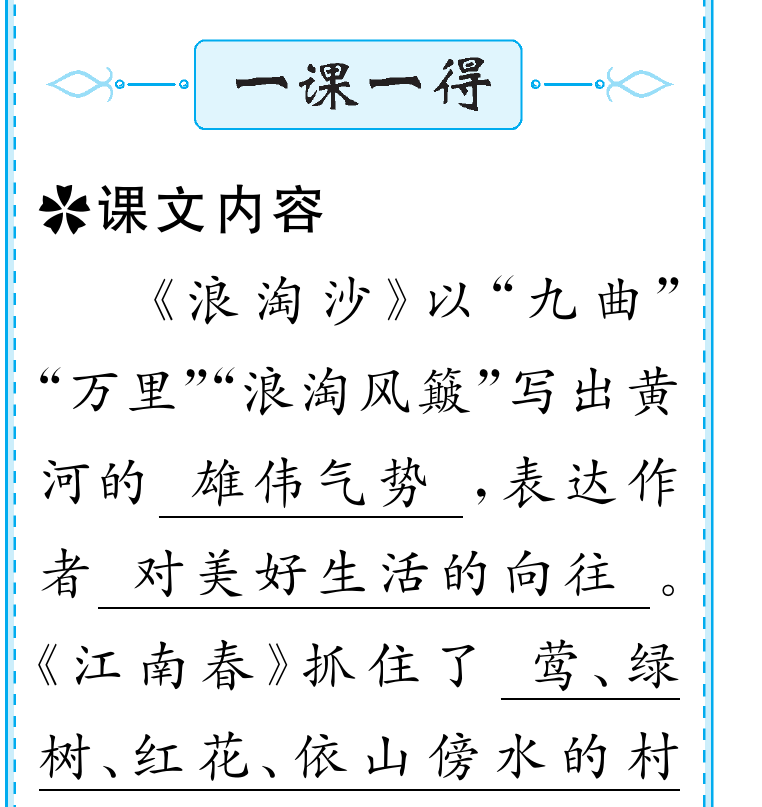 一课一得
课文内容
《浪淘沙》以“九曲”
“万里”“浪淘风簸”写出黄
河的 雄伟气势 ,表达作
者 对美好生活的向往 。
《江南春》抓住了 莺、绿
树、红花、依山傍水的村